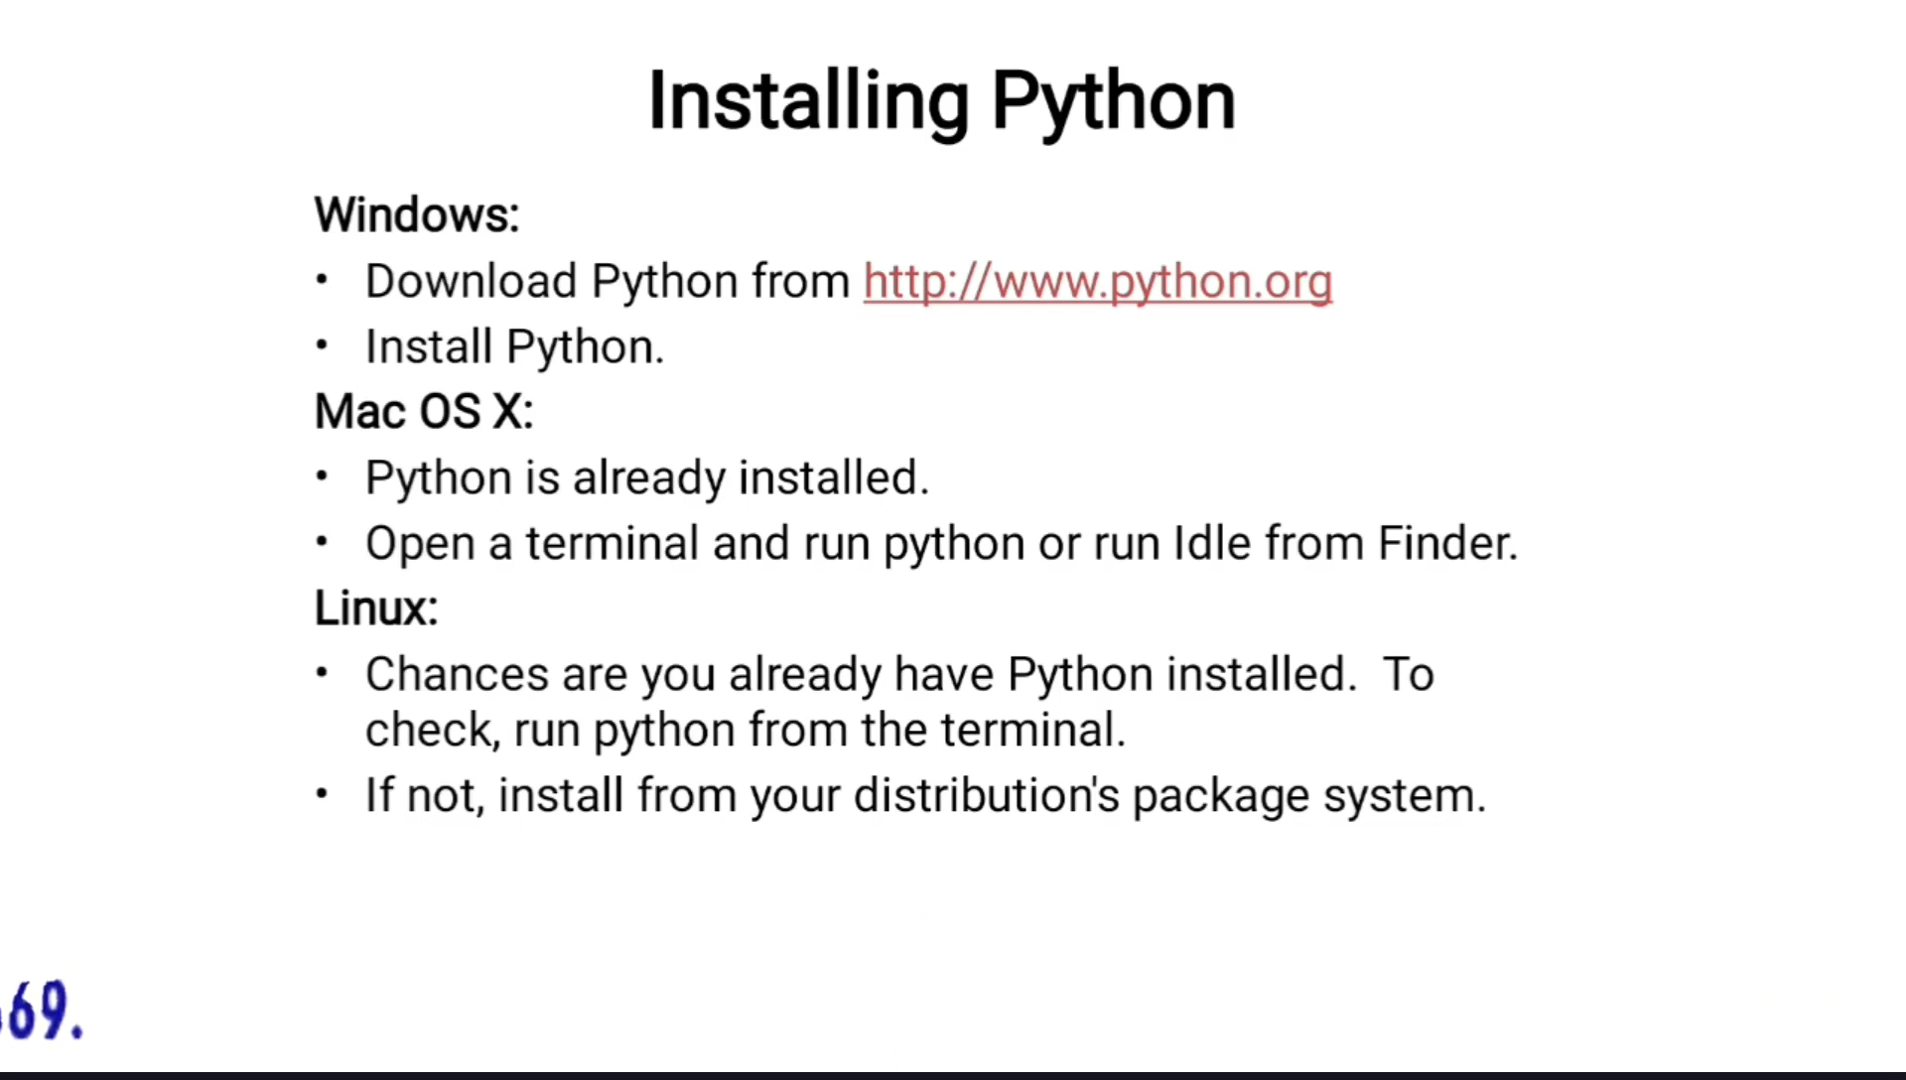 Installing Python
Windows:
• Download Python from http://www.python.org
• Install Python.
Mac OS X:
• Python is already installed.
• Open a terminal and run python or run Idle from Finder.
Linux:
• Chances are you already have Python installed.  To
check, run python from the terminal.
• If not, install from your distribution's package system.
69.